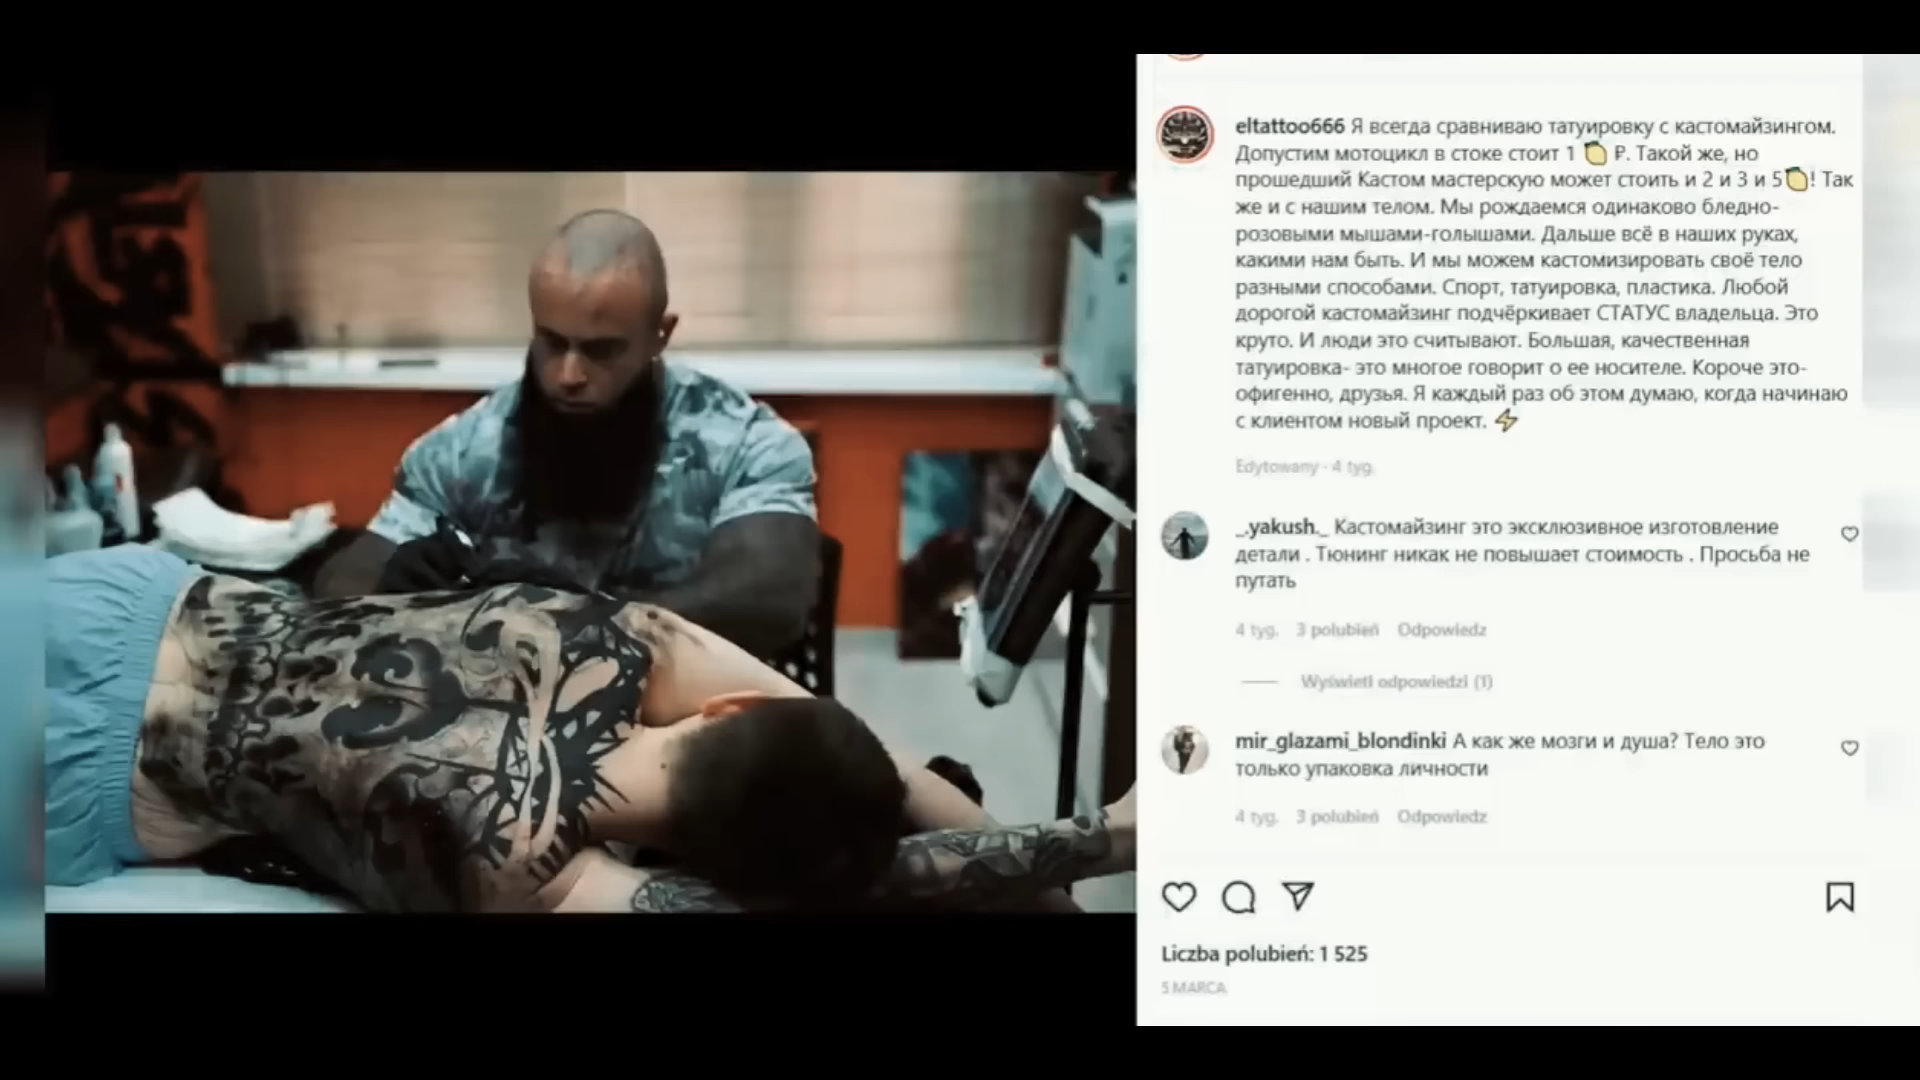 eltattoo666 Я всегда сравниваю татуировку с кастомайзингом.
Допустим мотоцикл в стоке стоит 1 🍋 ₽. Такой же, но
прошедший Кастом мастерскую может стоить и 2 и 3 и 5🍋! Так
же и с нашим телом. Мы рождаемся одинаково бледно-
розовыми мышами-голышами. Дальше всё в наших руках,
какими нам быть. И мы можем кастомизировать своё тело
разными способами. Спорт, татуировка, пластика. Любой
дорогой кастомайзинг подчёркивает СТАТУС владельца. Это
круто. И люди это считывают. Большая, качественная
татуировка- это многое говорит о ее носителе. Короче это-
офигенно, друзья. Я каждый раз об этом думаю, когда начинаю
с клиентом новый проект. ⚡
Edytowany · 4 tyg.
_.yakush._ Кастомайзинг это эксклюзивное изготовление
детали . Тюнинг никак не повышает стоимость . Просьба не
путать
4 tyg. 3 polubień Odpowiedz
Wyświetl odpowiedzi (1)
mir_glazami_blondinki А как же мозги и душа? Тело это
только упаковка личности
4 tyg. 3 polubień Odpowiedz
Liczba polubień: 1 525
5 MARCA